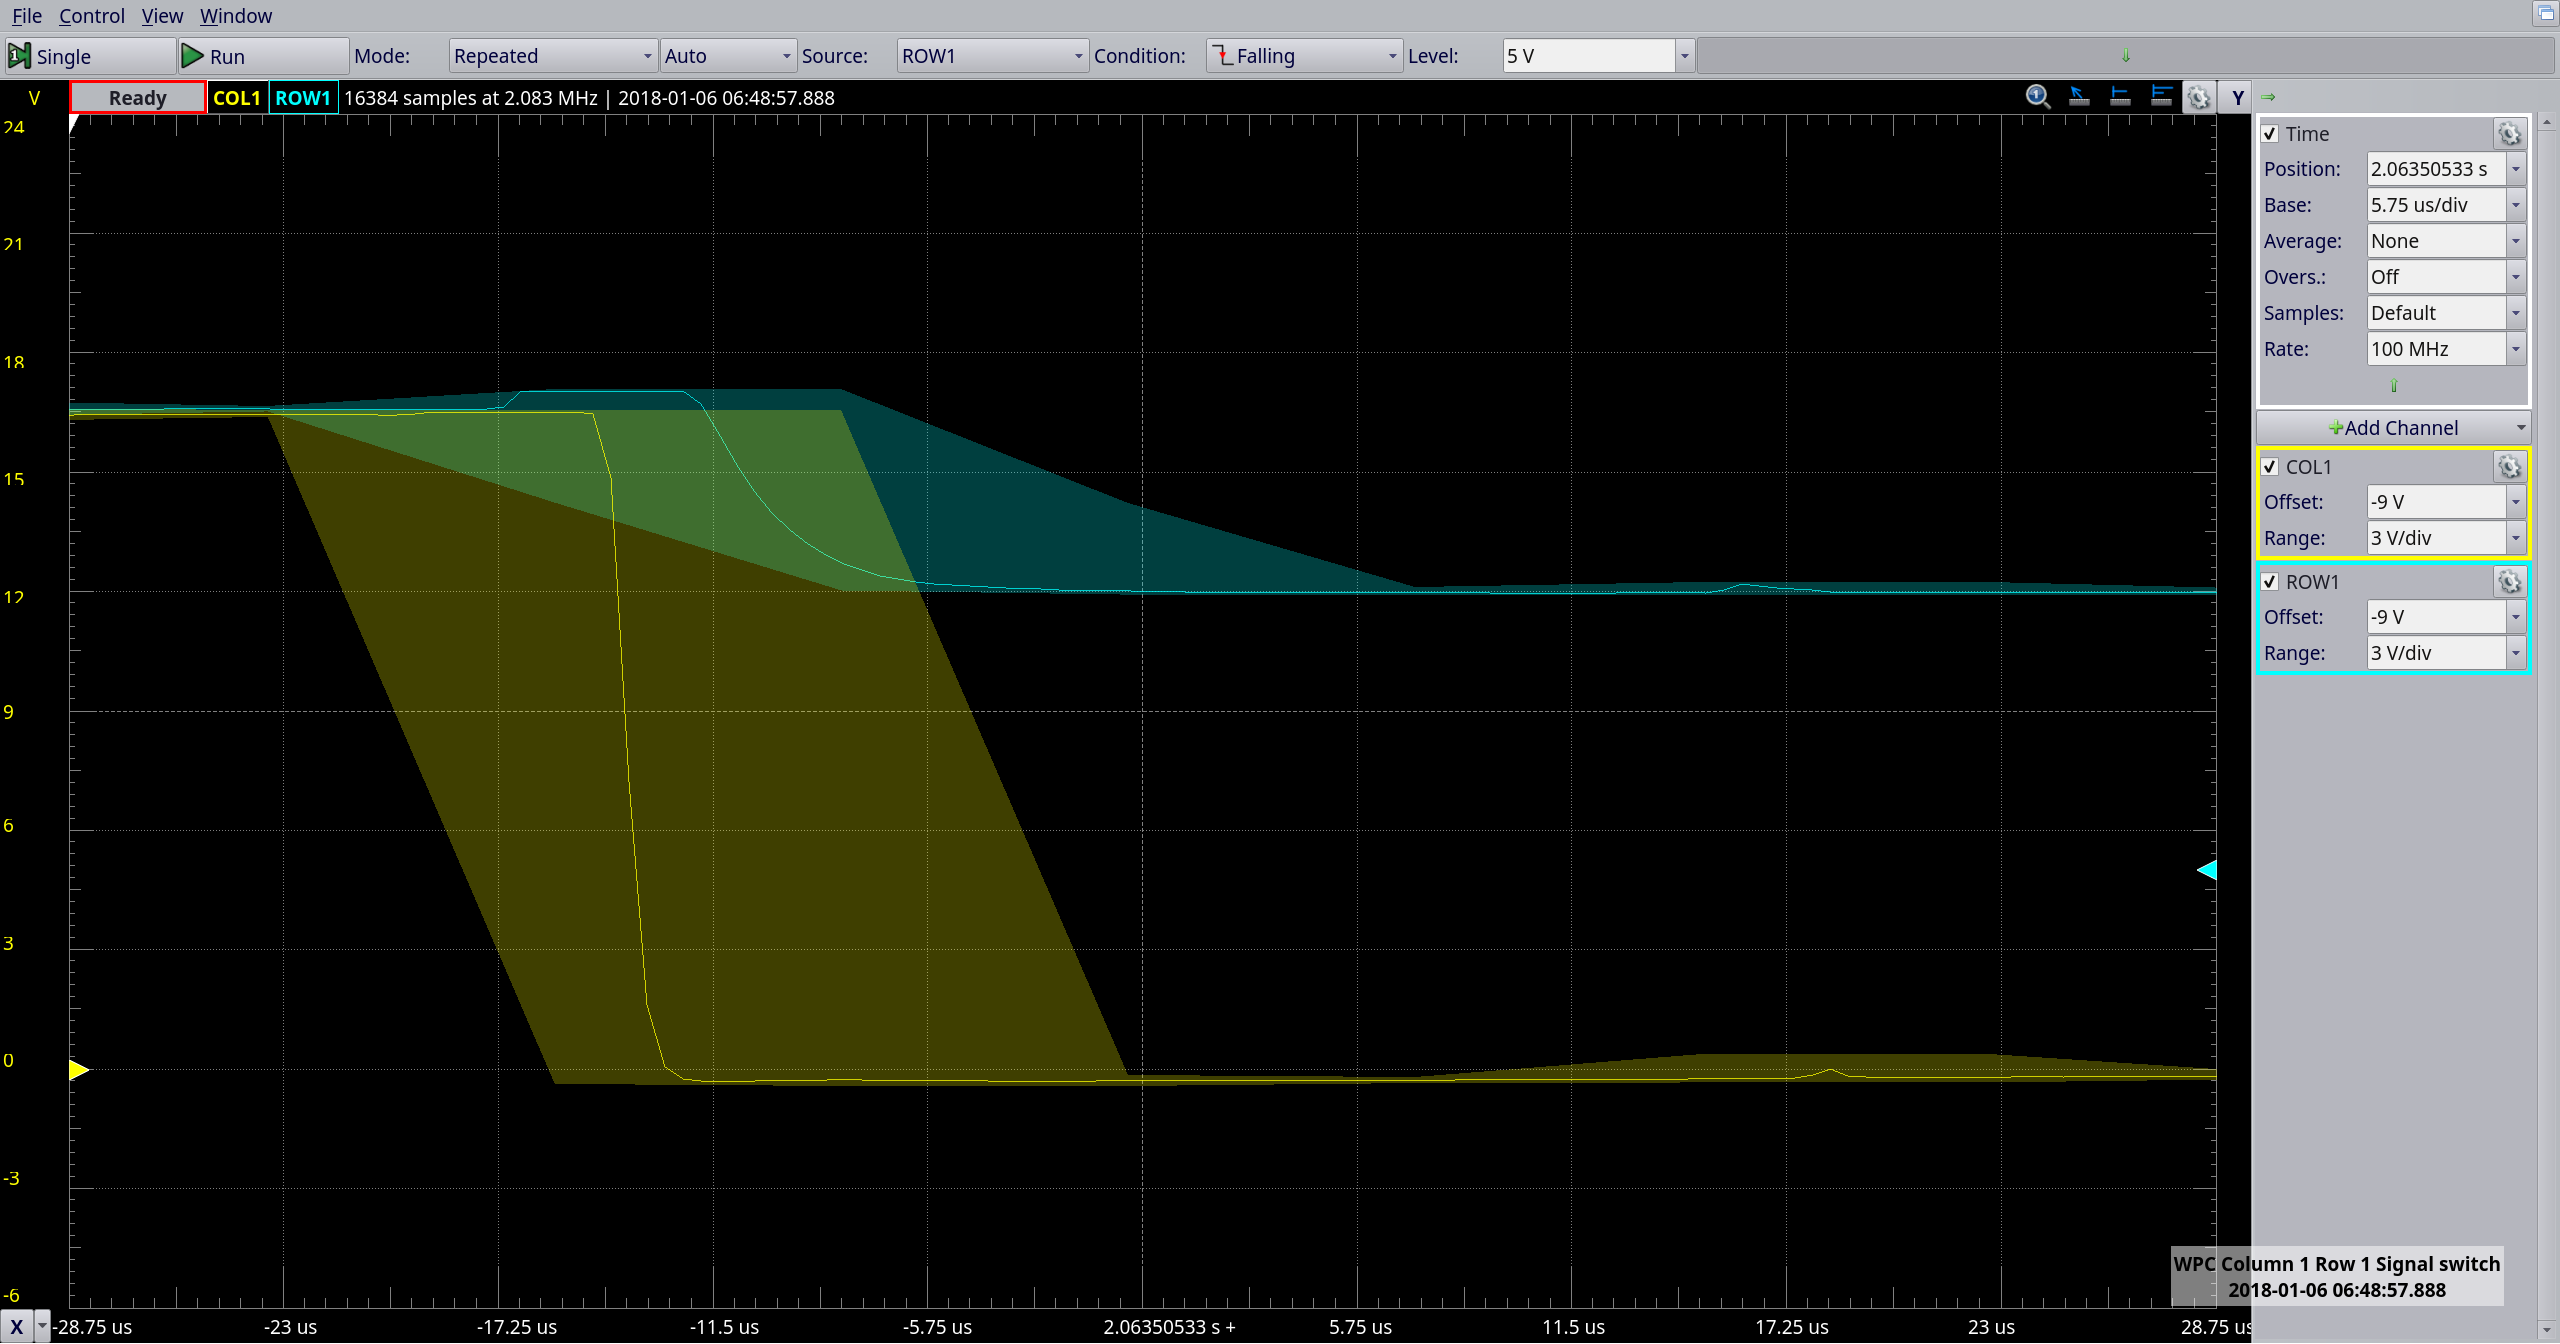 File Control View Window
Single Run Mode: Repeated Auto Source: ROW1 Condition: Falling Level: 5 V
V Ready COL1 ROW1 16384 samples at 2.083 MHz | 2018-01-06 06:48:57.888 Y
24
21
18
15
12
9
6
3
0
-3
-6
X -28.75 us -23 us -17.25 us -11.5 us -5.75 us 2.06350533 s + 5.75 us 11.5 us 17.25 us 23 us 28.75 us
Time
Position: 2.06350533 s
Base: 5.75 us/div
Average: None
Overs.: Off
Samples: Default
Rate: 100 MHz
Add Channel
COL1
Offset: -9 V
Range: 3 V/div
ROW1
Offset: -9 V
Range: 3 V/div
WPC Column 1 Row 1 Signal switch
2018-01-06 06:48:57.888